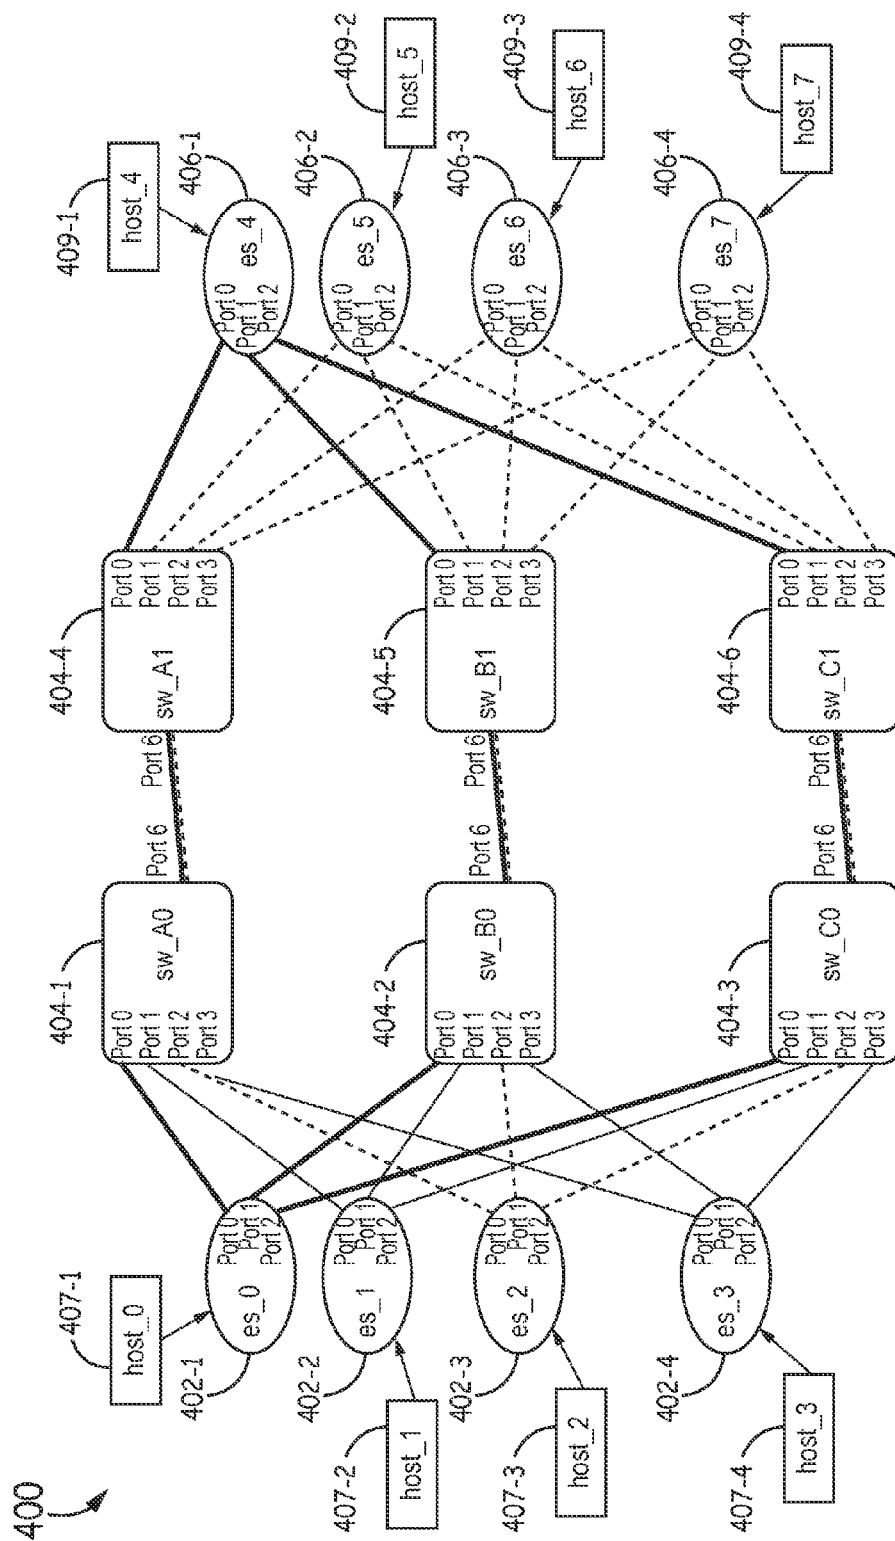 400
407-1
host_0
402-1
es_0
Port 0
Port 1
Port 2
407-2
host_1
402-2
es_1
Port 0
Port 1
Port 2
407-3
host_2
402-3
es_2
Port 0
Port 1
Port 2
407-4
host_3
402-4
es_3
Port 0
Port 1
Port 2
404-1
sw_A0
Port 0
Port 1
Port 2
Port 3
Port 6
404-2
sw_B0
Port 0
Port 1
Port 2
Port 3
Port 6
404-3
sw_C0
Port 0
Port 1
Port 2
Port 3
Port 6
404-4
sw_A1
Port 6
Port 0
Port 1
Port 2
Port 3
404-5
sw_B1
Port 6
Port 0
Port 1
Port 2
Port 3
404-6
sw_C1
Port 6
Port 0
Port 1
Port 2
Port 3
409-1
host_4
406-1
es_4
Port 0
Port 1
Port 2
409-2
host_5
406-2
es_5
Port 0
Port 1
Port 2
409-3
host_6
406-3
es_6
Port 0
Port 1
Port 2
409-4
host_7
406-4
es_7
Port 0
Port 1
Port 2